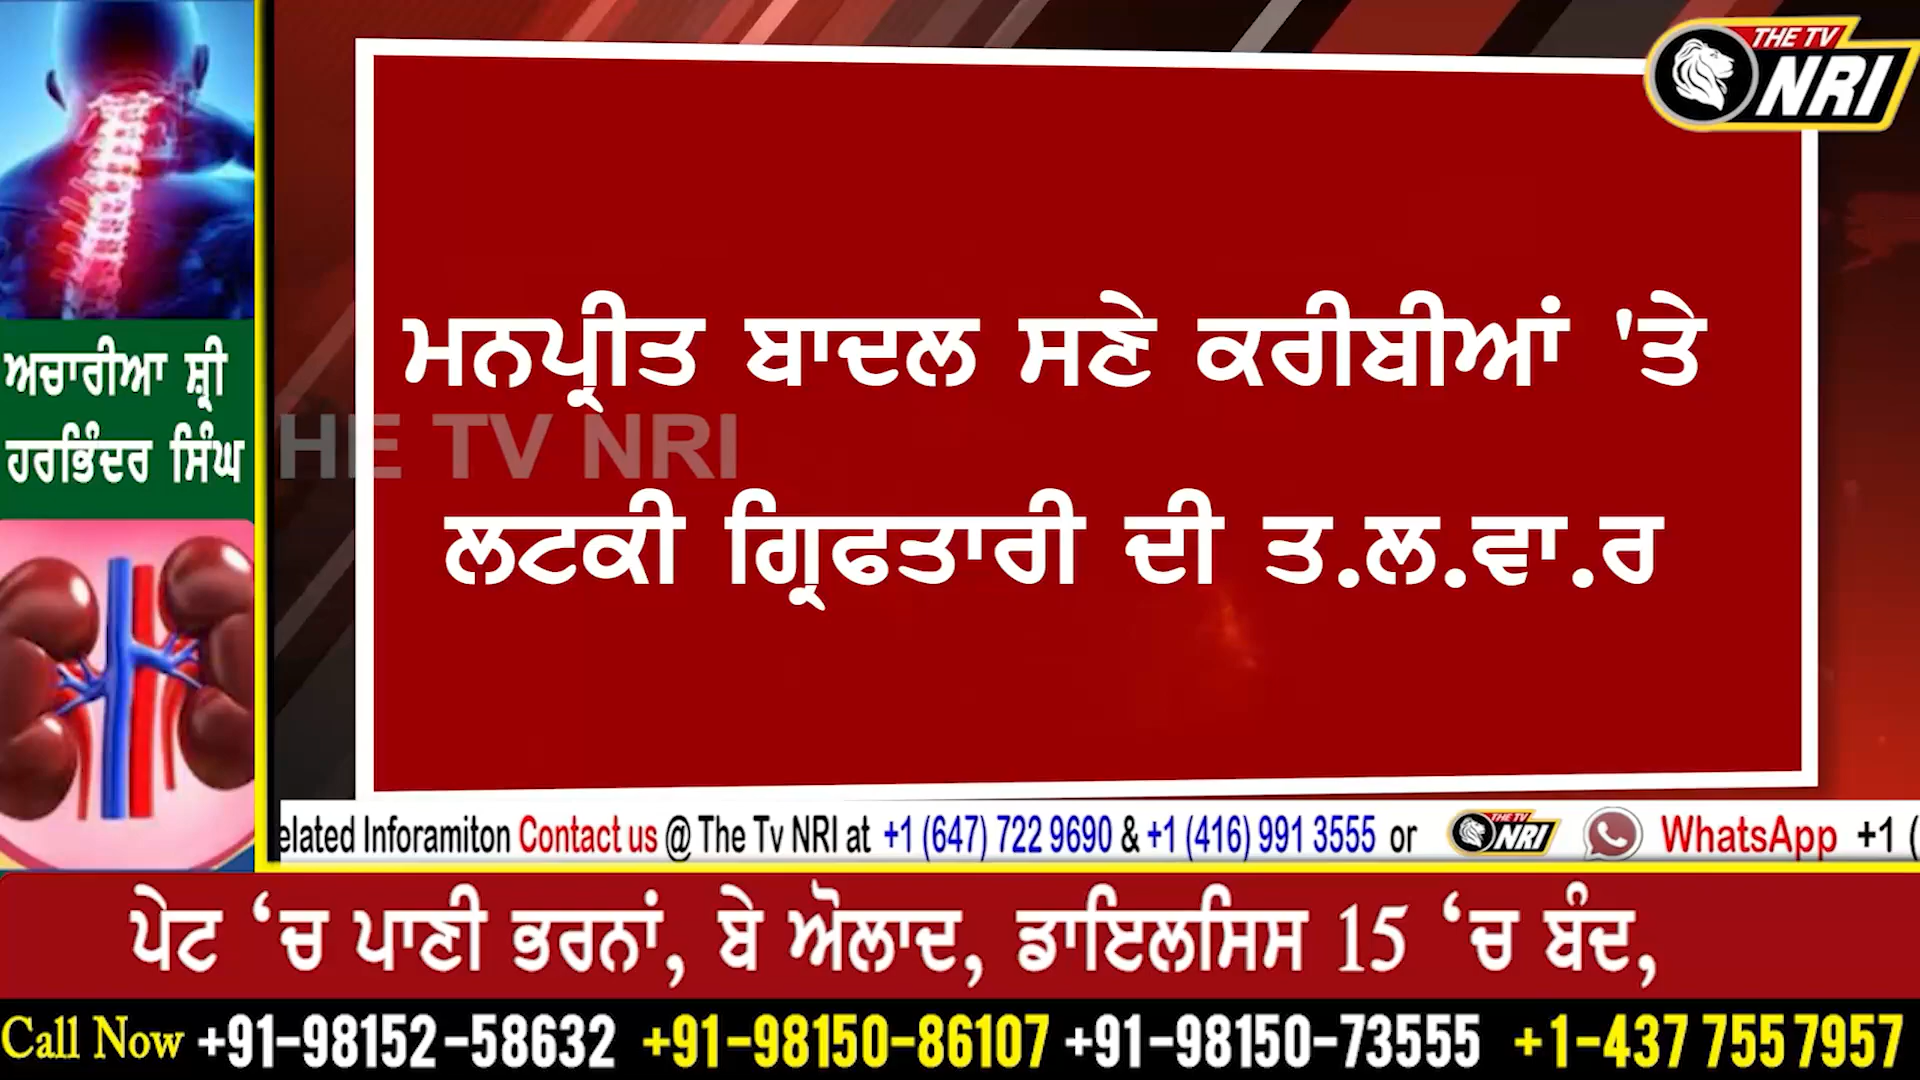 THE TV
NRI
ਮਨਪ੍ਰੀਤ ਬਾਦਲ ਸਣੇ ਕਰੀਬੀਆਂ 'ਤੇ
ਲਟਕੀ ਗ੍ਰਿਫਤਾਰੀ ਦੀ ਤ.ਲ.ਵਾ.ਰ
HE TV NRI
ਅਚਾਰੀਆ ਸ਼੍ਰੀ
ਹਰਭਿੰਦਰ ਸਿੰਘ
elated Inforamiton Contact us @ The Tv NRI at +1 (647) 722 9690 & +1 (416) 991 3555 or THE TV NRI WhatsApp +1 (
ਪੇਟ ‘ਚ ਪਾਣੀ ਭਰਨਾਂ, ਬੇ ਔਲਾਦ, ਡਾਇਲਸਿਸ 15 ‘ਚ ਬੰਦ,
Call Now +91-98152-58632 +91-98150-86107 +91-98150-73555 +1-437 755 7957